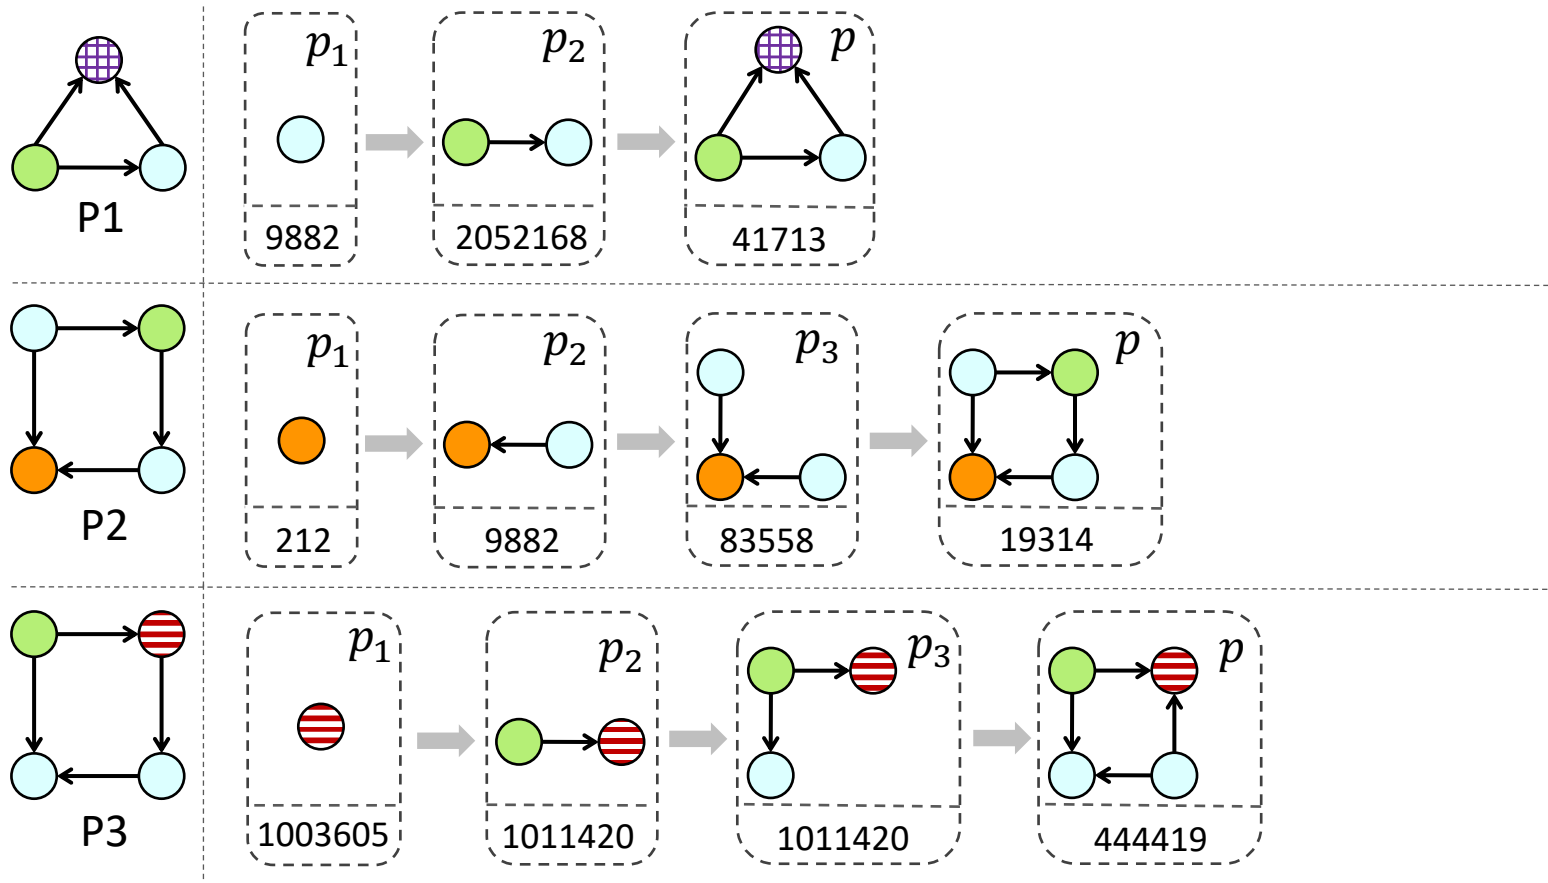 p₁ p₂ p
P1
9882 2052168 41713
p₁ p₂ p₃ p
P2
212 9882 83558 19314
p₁ p₂ p₃ p
P3
1003605 1011420 1011420 444419